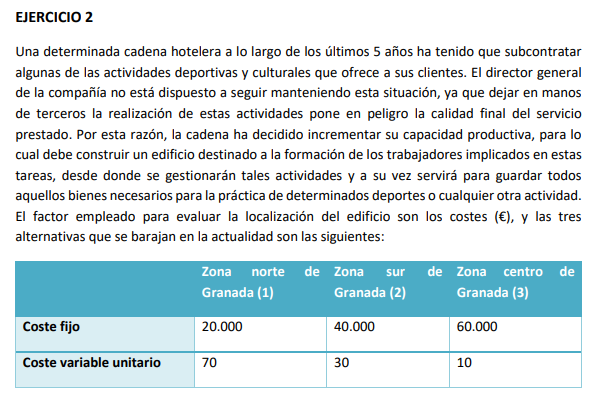 EJERCICIO 2
Una determinada cadena hotelera a lo largo de los últimos 5 años ha tenido que subcontratar
algunas de las actividades deportivas y culturales que ofrece a sus clientes. El director general
de la compañía no está dispuesto a seguir manteniendo esta situación, ya que dejar en manos
de terceros la realización de estas actividades pone en peligro la calidad final del servicio
prestado. Por esta razón, la cadena ha decidido incrementar su capacidad productiva, para lo
cual debe construir un edificio destinado a la formación de los trabajadores implicados en estas
tareas, desde donde se gestionarán tales actividades y a su vez servirá para guardar todos
aquellos bienes necesarios para la práctica de determinados deportes o cualquier otra actividad.
El factor empleado para evaluar la localización del edificio son los costes (€), y las tres
alternativas que se barajan en la actualidad son las siguientes:
Zona norte de Zona sur de Zona centro de
Granada (1) Granada (2) Granada (3)
Coste fijo 20.000 40.000 60.000
Coste variable unitario 70 30 10